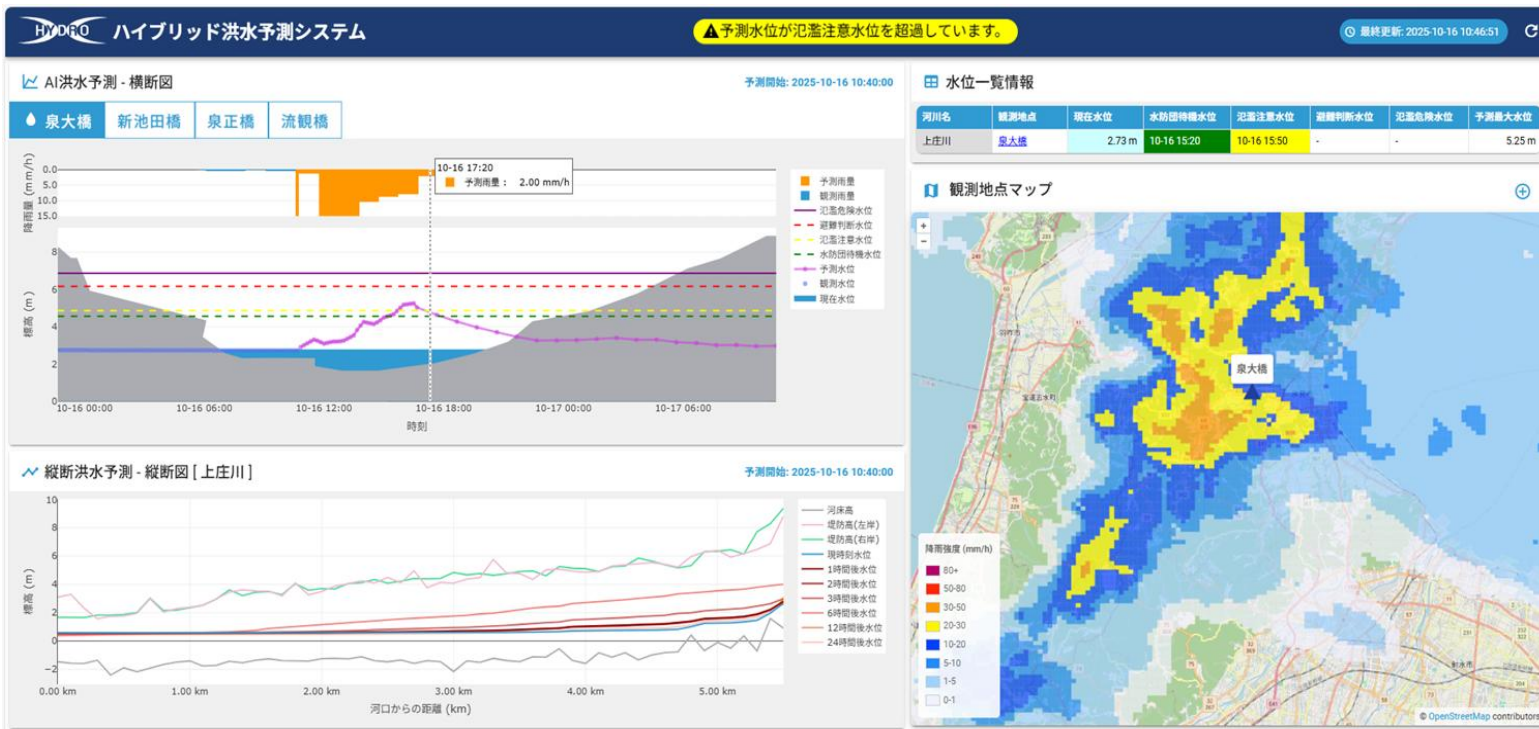 HYDRO ハイブリッド洪水予測システム
予測水位が氾濫注意水位を超過しています。
最終更新: 2025-10-16 10:46:51
AI洪水予測 - 横断図
予測開始: 2025-10-16 10:40:00
泉大橋 新池田橋 泉正橋 流観橋
降雨量 (mm/h)
0.0
5.0
10.0
15.0
10-16 17:20
予測雨量 : 2.00 mm/h
標高 (m)
8
6
4
2
0
10-16 00:00 10-16 06:00 10-16 12:00 10-16 18:00 10-17 00:00 10-17 06:00
時刻
予測雨量
観測雨量
氾濫危険水位
避難判断水位
氾濫注意水位
水防団待機水位
予測水位
観測水位
現在水位
縦断洪水予測 - 縦断図 [ 上庄川 ]
予測開始: 2025-10-16 10:40:00
標高 (m)
10
8
6
4
2
0
−2
0.00 km 1.00 km 2.00 km 3.00 km 4.00 km 5.00 km
河口からの距離 (km)
河床高
堤防高(左岸)
堤防高(右岸)
現時刻水位
1時間後水位
2時間後水位
3時間後水位
6時間後水位
12時間後水位
24時間後水位
水位一覧情報
河川名 観測地点 現在水位 水防団待機水位 氾濫注意水位 避難判断水位 氾濫危険水位 予測最大水位
上庄川 泉大橋 2.73 m 10-16 15:20 10-16 15:50 - - 5.25 m
観測地点マップ
+
−
羽咋市
宝達志水町
泉大橋
射水市
降雨強度 (mm/h)
80+
50-80
30-50
20-30
10-20
5-10
1-5
0-1
© OpenStreetMap contributors